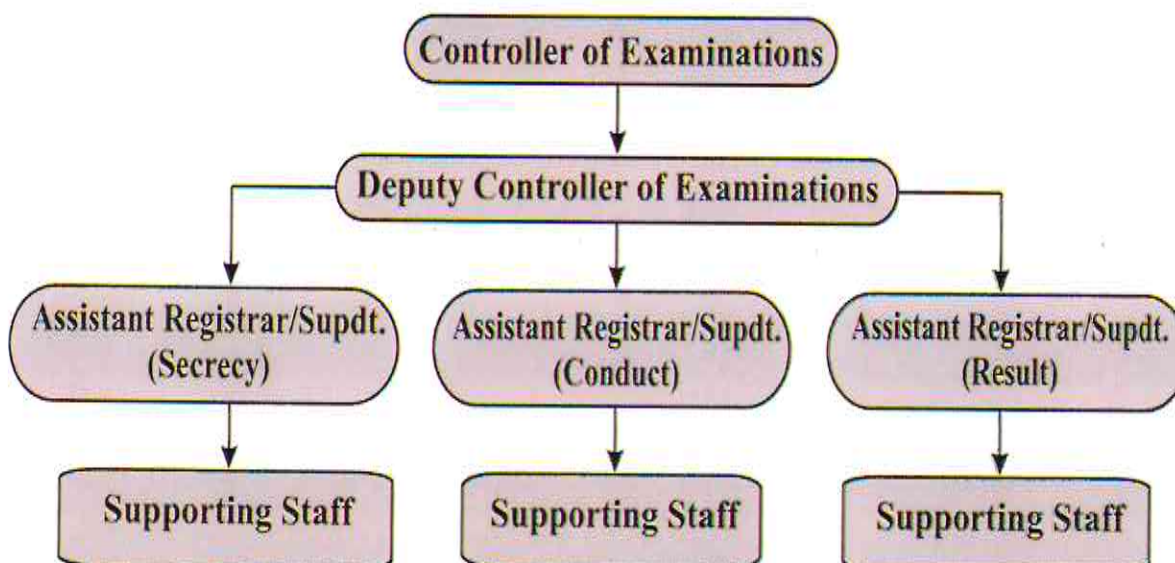 Controller of Examinations
Deputy Controller of Examinations
Assistant Registrar/Supdt.
(Secrecy)
Assistant Registrar/Supdt.
(Conduct)
Assistant Registrar/Supdt.
(Result)
Supporting Staff
Supporting Staff
Supporting Staff